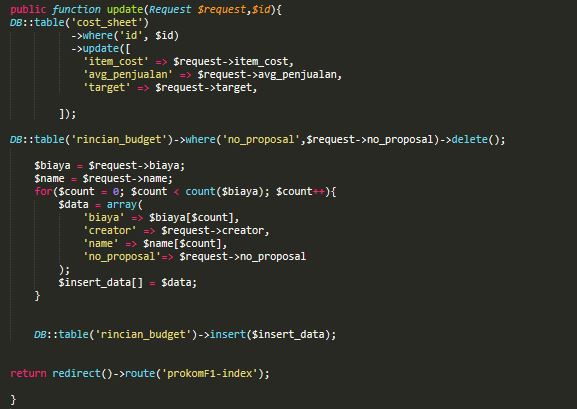 public function update(Request $request,$id){
DB::table('cost_sheet')
->where('id', $id)
->update([
'item_cost' => $request->item_cost,
'avg_penjualan' => $request->avg_penjualan,
'target' => $request->target,
]);
DB::table('rincian_budget')->where('no_proposal',$request->no_proposal)->delete();
$biaya = $request->biaya;
$name = $request->name;
for($count = 0; $count < count($biaya); $count++){
$data = array(
'biaya' => $biaya[$count],
'creator' => $request->creator,
'name' => $name[$count],
'no_proposal'=> $request->no_proposal
);
$insert_data[] = $data;
}
DB::table('rincian_budget')->insert($insert_data);
return redirect()->route('prokomF1-index');
}